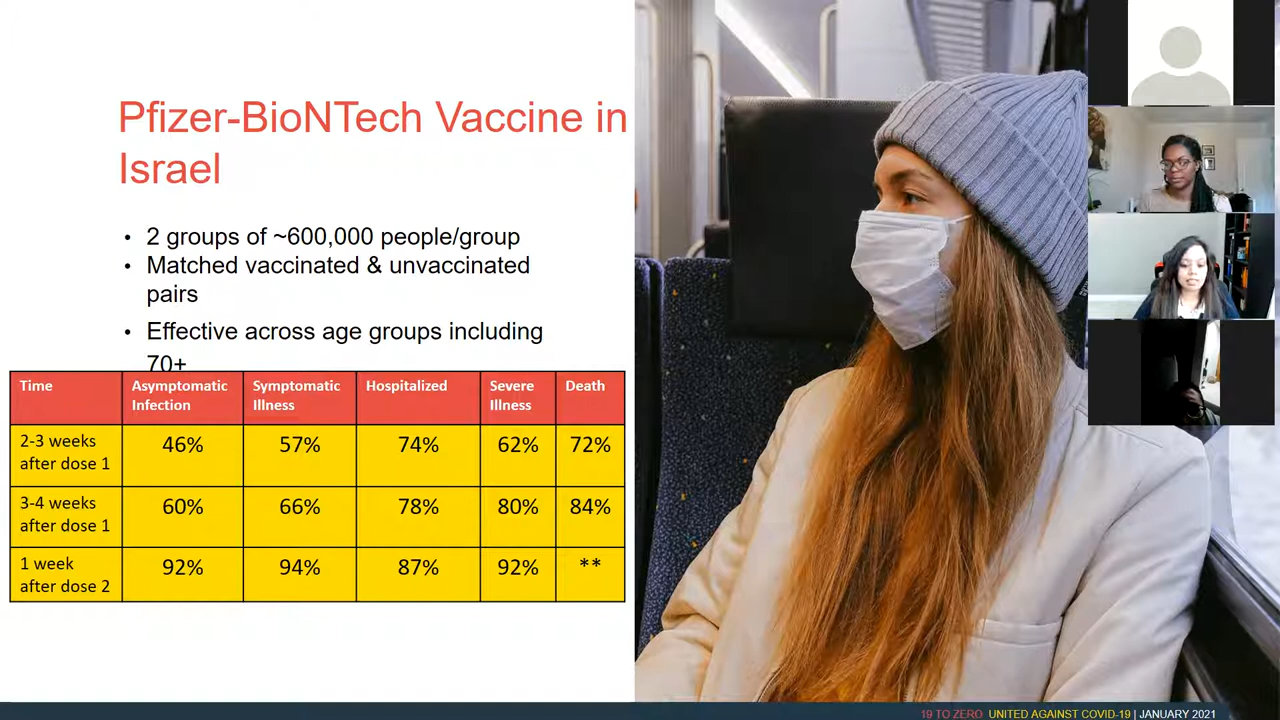 Pfizer-BioNTech Vaccine in
Israel
• 2 groups of ~600,000 people/group
• Matched vaccinated & unvaccinated
pairs
• Effective across age groups including
70+
Time Asymptomatic Infection Symptomatic Illness Hospitalized Severe Illness Death
2-3 weeks after dose 1 46% 57% 74% 62% 72%
3-4 weeks after dose 1 60% 66% 78% 80% 84%
1 week after dose 2 92% 94% 87% 92% **
19 TO ZERO UNITED AGAINST COVID-19 | JANUARY 2021